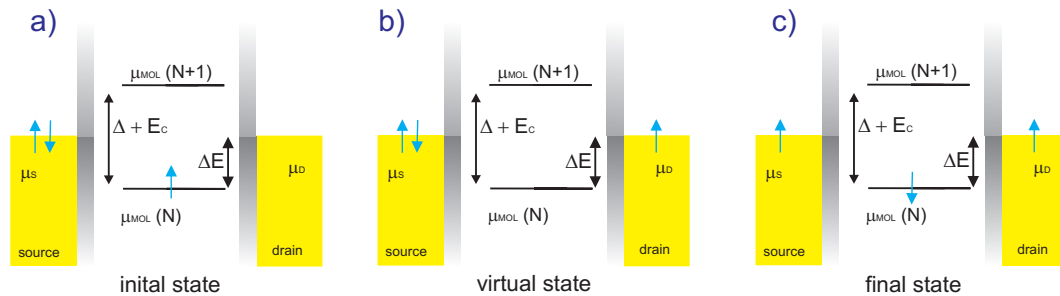 a)
μMOL (N+1)
Δ + EC
ΔE
μS
μD
μMOL (N)
source
drain
inital state
b)
μMOL (N+1)
Δ + EC
ΔE
μS
μD
μMOL (N)
source
drain
virtual state
c)
μMOL (N+1)
Δ + EC
ΔE
μS
μD
μMOL (N)
source
drain
final state